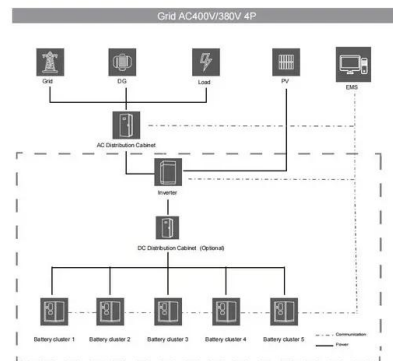 Grid AC400V/380V 4P
Grid
DG
Load
PV
EMS
AC Distribution Cabinet
Inverter
DC Distribution Cabinet (Optional)
Battery cluster 1
Battery cluster 2
Battery cluster 3
Battery cluster 4
Battery cluster 5
Communication
Power